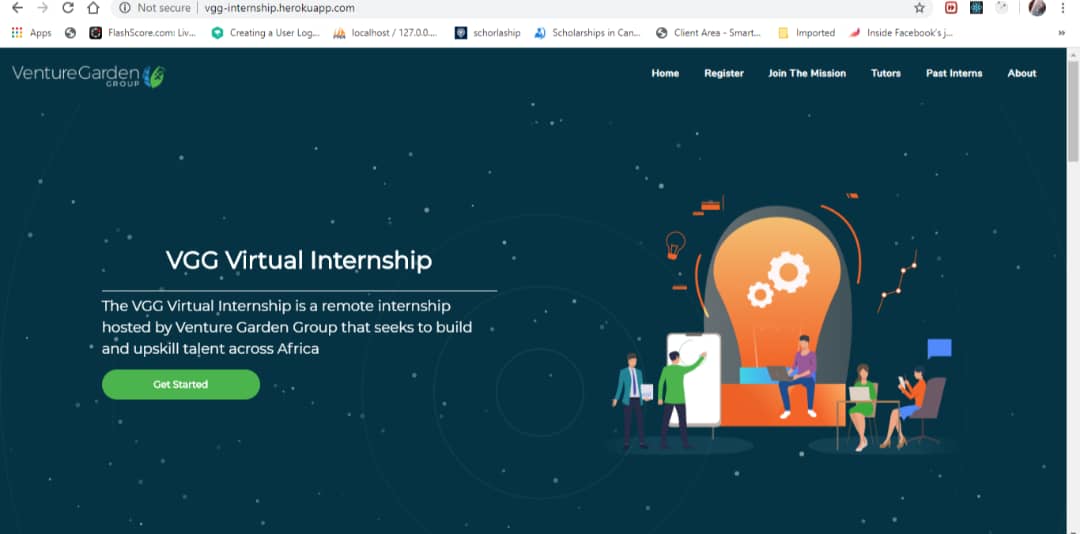 Not secure | vgg-internship.herokuapp.com
Apps FlashScore.com: Liv... Creating a User Log... localhost / 127.0.0.... schorlaship Scholarships in Can... Client Area - Smart... Imported Inside Facebook's j... »
VentureGarden
GROUP
Home Register Join The Mission Tutors Past Interns About
VGG Virtual Internship
The VGG Virtual Internship is a remote internship
hosted by Venture Garden Group that seeks to build
and upskill talent across Africa
Get Started